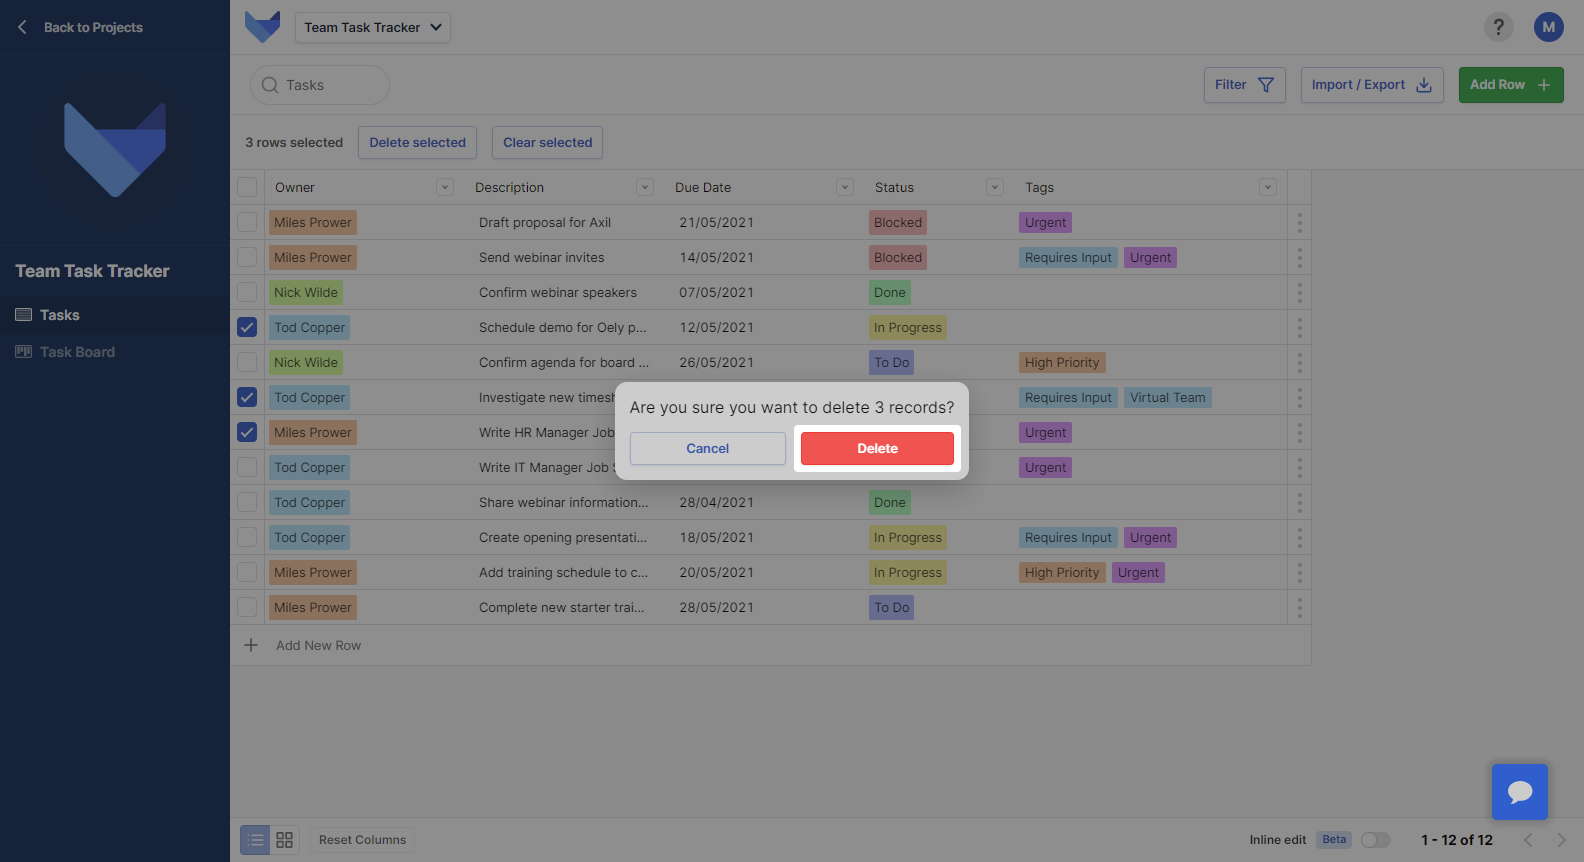 Back to Projects
Team Task Tracker
? M
Tasks
Filter Import / Export Add Row
3 rows selected Delete selected Clear selected
Team Task Tracker
Tasks
Task Board
Owner Description Due Date Status Tags
Miles Prower Draft proposal for Axil 21/05/2021 Blocked Urgent
Miles Prower Send webinar invites 14/05/2021 Blocked Requires Input Urgent
Nick Wilde Confirm webinar speakers 07/05/2021 Done
Tod Copper Schedule demo for Oely p... 12/05/2021 In Progress
Nick Wilde Confirm agenda for board ... 26/05/2021 To Do High Priority
Tod Copper Investigate new Requires Input Virtual Team
Miles Prower Write HR Manager Job Urgent
Tod Copper Write IT Manager Job Urgent
Tod Copper Share webinar information... 28/04/2021 Done
Tod Copper Create opening presentati... 18/05/2021 In Progress Requires Input Urgent
Miles Prower Add training schedule to c... 20/05/2021 In Progress High Priority Urgent
Miles Prower Complete new starter trai... 28/05/2021 To Do
Add New Row
Are you sure you want to delete 3 records?
Cancel Delete
Reset Columns
Inline edit Beta 1 - 12 of 12